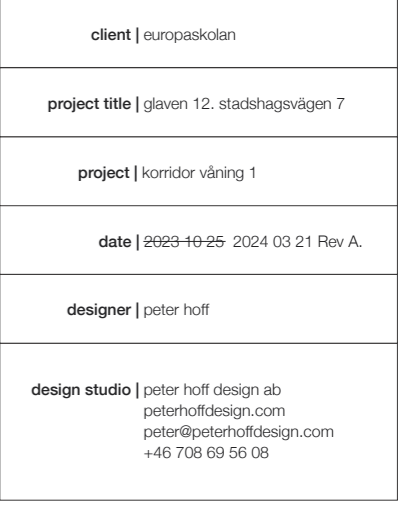 client | europaskolan
project title | glaven 12. stadshagsvägen 7
project | korridor våning 1
date | 2023 10 25 2024 03 21 Rev A.
designer | peter hoff
design studio | peter hoff design ab
peterhoffdesign.com
peter@peterhoffdesign.com
+46 708 69 56 08